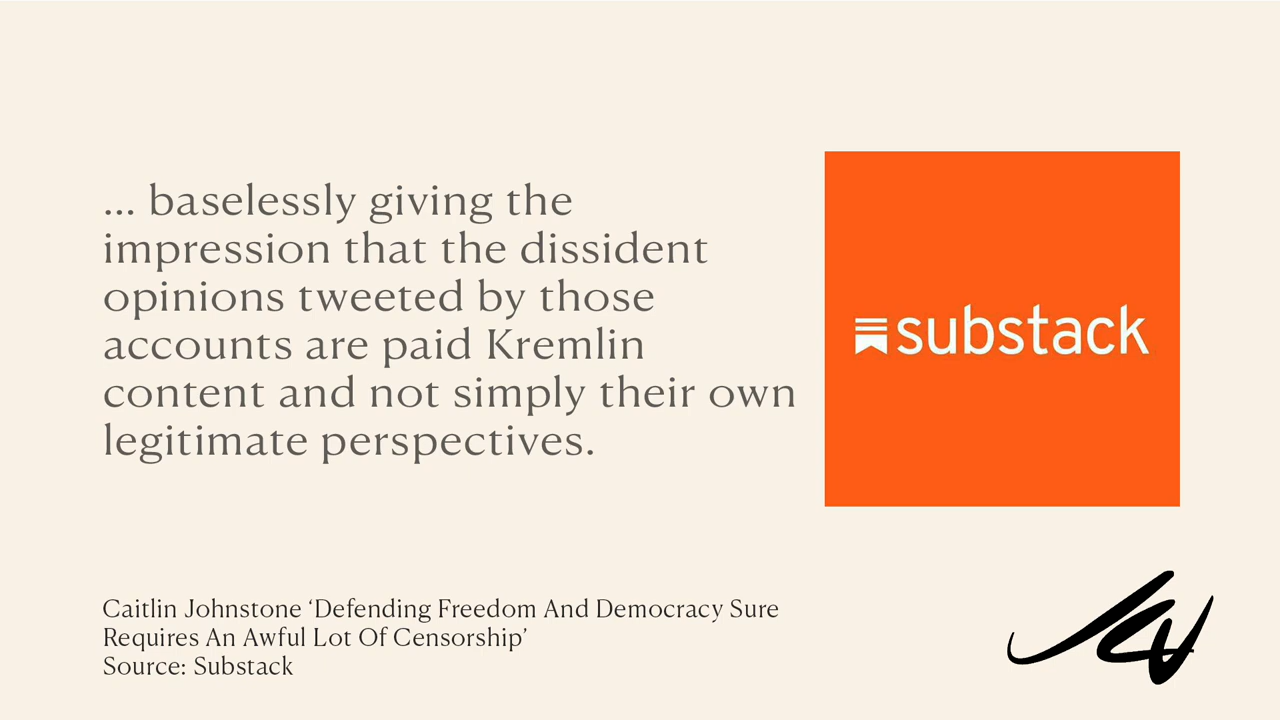 ... baselessly giving the
impression that the dissident
opinions tweeted by those
accounts are paid Kremlin
content and not simply their own
legitimate perspectives.
substack
Caitlin Johnstone ‘Defending Freedom And Democracy Sure
Requires An Awful Lot Of Censorship’
Source: Substack